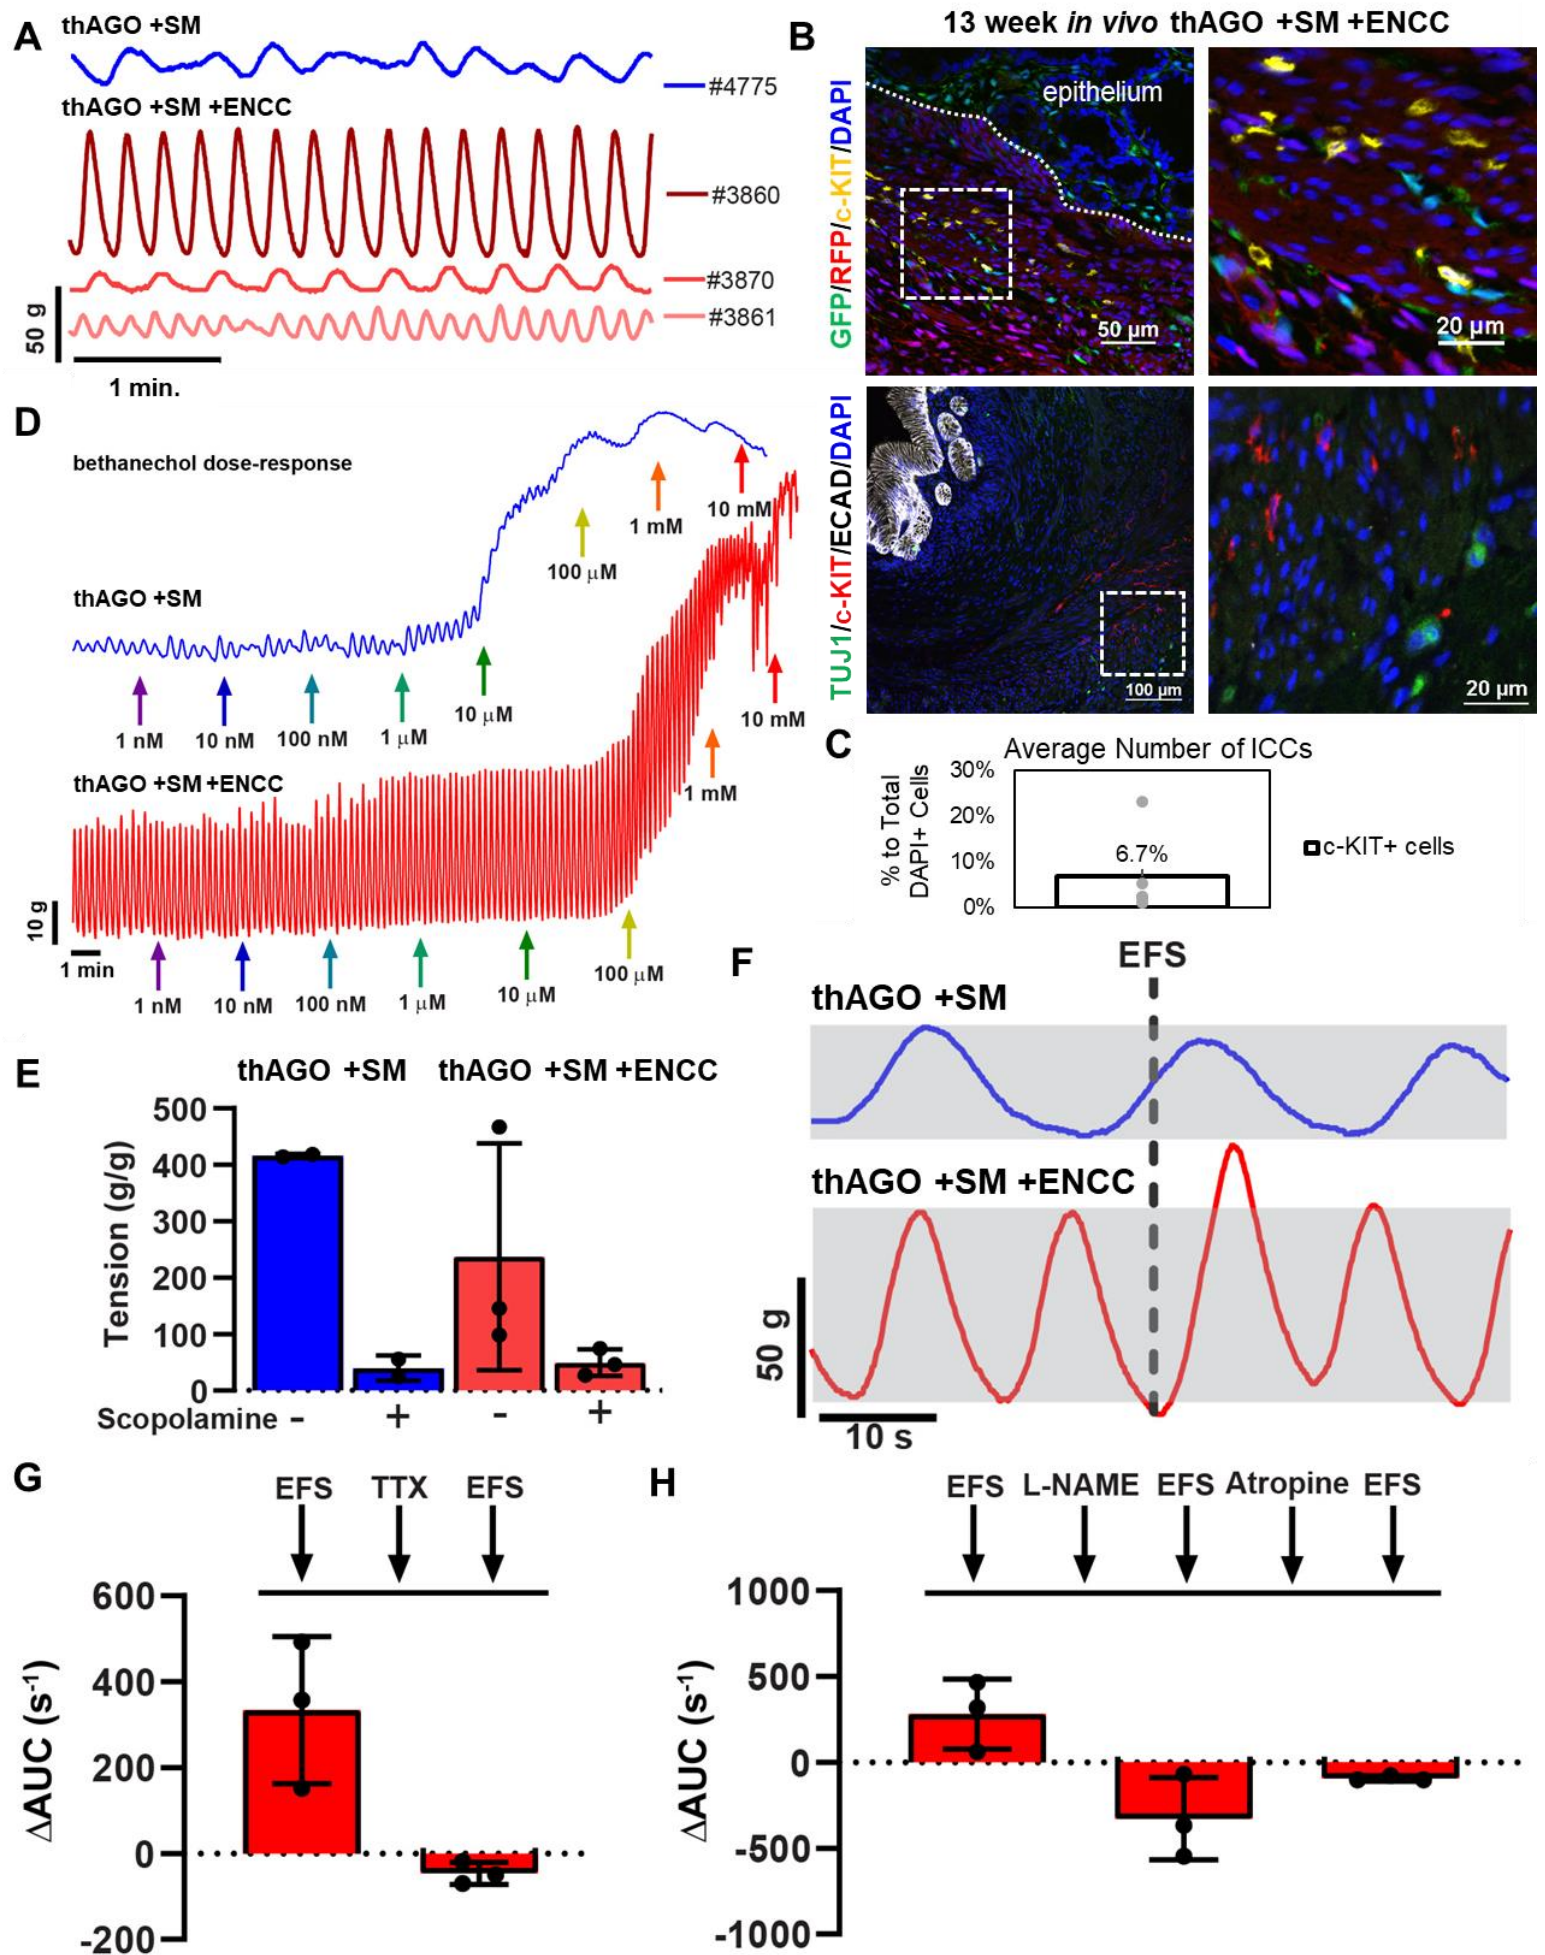 A
thAGO +SM
#4775
thAGO +SM +ENCC
#3860
#3870
#3861
50 g
1 min.
B
13 week in vivo thAGO +SM +ENCC
GFP/RFP/c-KIT/DAPI
epithelium
50 µm
20 µm
TUJ1/c-KIT/ECAD/DAPI
100 µm
20 µm
C
Average Number of ICCs
% to Total
DAPI+ Cells
30%
20%
10%
0%
6.7%
c-KIT+ cells
D
bethanechol dose-response
thAGO +SM
1 nM
10 nM
100 nM
1 µM
10 µM
100 µM
1 mM
10 mM
thAGO +SM +ENCC
10 g
1 min
1 nM
10 nM
100 nM
1 µM
10 µM
100 µM
1 mM
10 mM
E
thAGO +SM
thAGO +SM +ENCC
Tension (g/g)
500
400
300
200
100
0
Scopolamine - + - +
F
EFS
thAGO +SM
thAGO +SM +ENCC
50 g
10 s
G
EFS TTX EFS
ΔAUC (s⁻¹)
600
400
200
0
-200
H
EFS L-NAME EFS Atropine EFS
ΔAUC (s⁻¹)
1000
500
0
-500
-1000